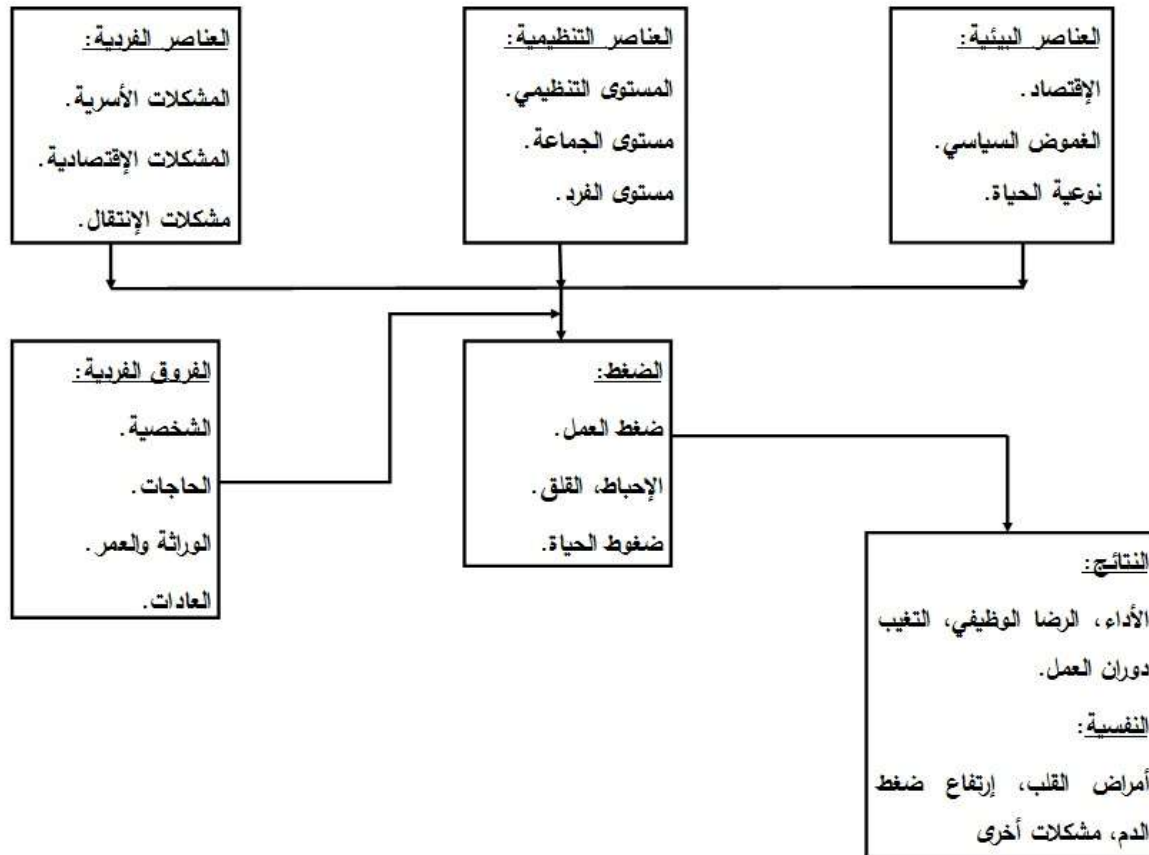 العناصر البيئية:
الإقتصاد.
الغموض السياسي.
نوعية الحياة.
العناصر التنظيمية:
المستوى التنظيمي.
مستوى الجماعة.
مستوى الفرد.
العناصر الفردية:
المشكلات الأسرية.
المشكلات الإقتصادية.
مشكلات الإنتقال.
الضغط:
ضغط العمل.
الإحباط، القلق.
ضغوط الحياة.
الفروق الفردية:
الشخصية.
الحاجات.
الوراثة والعمر.
العادات.
النتائج:
الأداء، الرضا الوظيفي، التغيب
دوران العمل.
النفسية:
أمراض القلب، إرتفاع ضغط
الدم، مشكلات أخرى